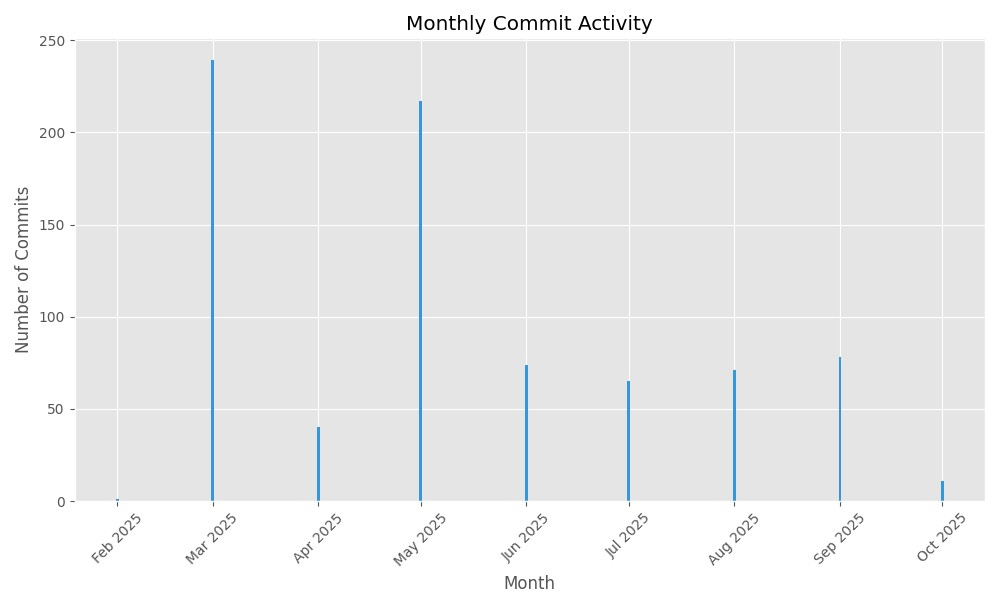 Monthly Commit Activity
Number of Commits
250
200
150
100
50
0
Feb 2025
Mar 2025
Apr 2025
May 2025
Jun 2025
Jul 2025
Aug 2025
Sep 2025
Oct 2025
Month